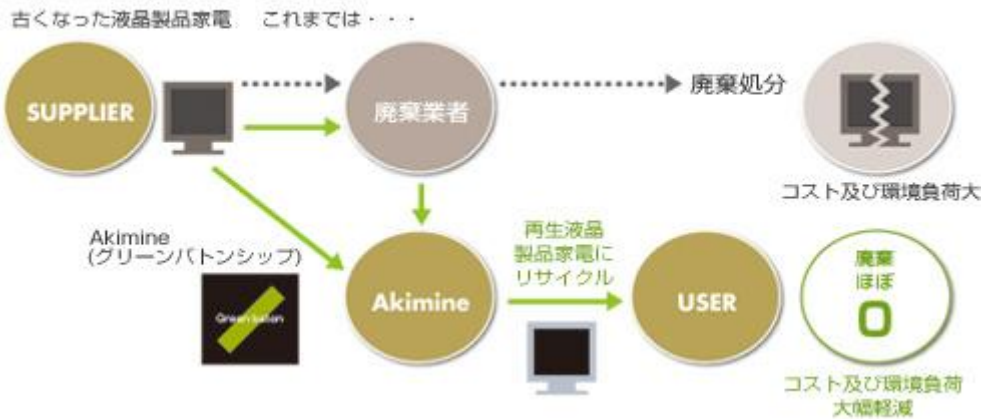 古くなった液晶製品家電 これまでは・・・
SUPPLIER
廃棄業者
廃棄処分
コスト及び環境負荷大
Akimine
(グリーンバトンシップ)
Green baton
Akimine
再生液晶
製品家電に
リサイクル
USER
廃棄
ほぼ
0
コスト及び環境負荷
大幅軽減